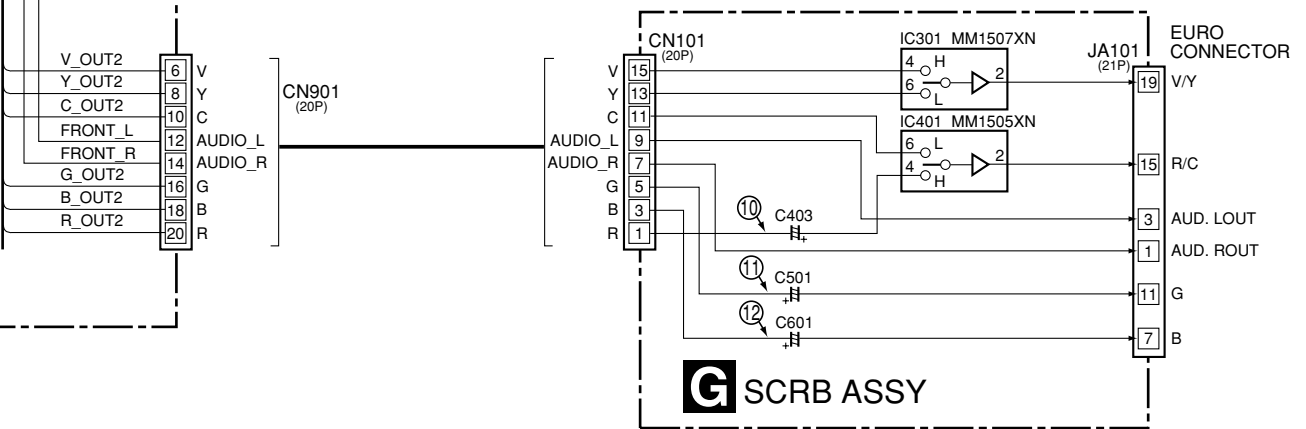 V_OUT2
Y_OUT2
C_OUT2
FRONT_L
FRONT_R
G_OUT2
B_OUT2
R_OUT2
6 V
8 Y
10 C
12 AUDIO_L
14 AUDIO_R
16 G
18 B
20 R
CN901
(20P)
CN101
(20P)
V 15
Y 13
C 11
AUDIO_L 9
AUDIO_R 7
G 5
B 3
R 1
IC301 MM1507XN
4 H
2
6 L
IC401 MM1505XN
6 L
2
4 H
10 C403
+
11 C501
+
12 C601
+
JA101
(21P)
EURO
CONNECTOR
19 V/Y
15 R/C
3 AUD. LOUT
1 AUD. ROUT
11 G
7 B
G SCRB ASSY